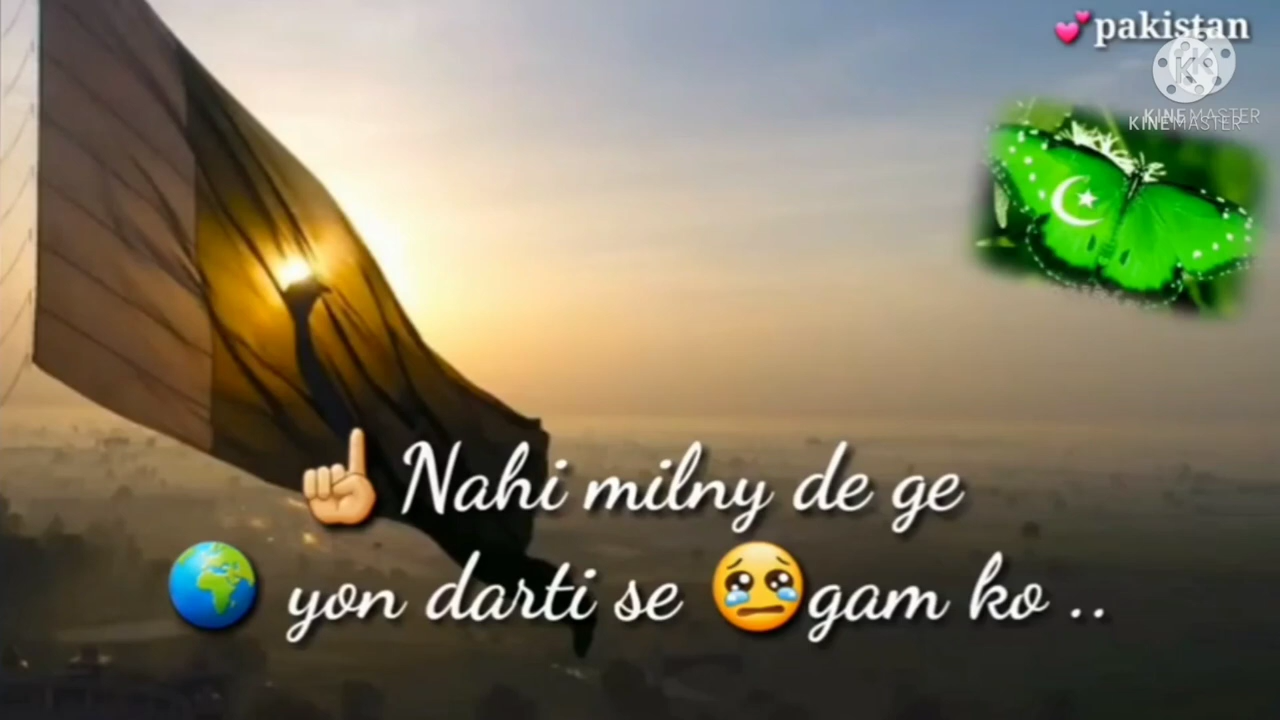 💕pakistan
KINEMASTER
KINEMASTER
☝Nahi milny de ge
🌍 yon darti se 😢gam ko ..